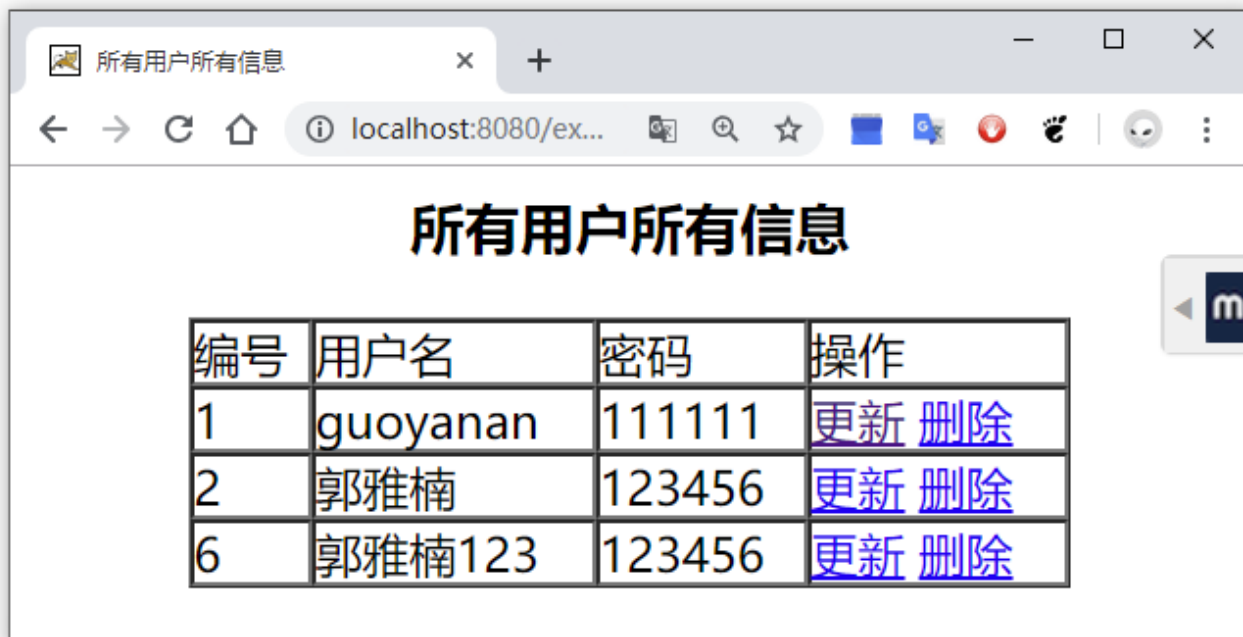 所有用户所有信息
localhost:8080/ex...
所有用户所有信息
编号 用户名 密码 操作
1 guoyanan 111111 更新 删除
2 郭雅楠 123456 更新 删除
6 郭雅楠123 123456 更新 删除
m